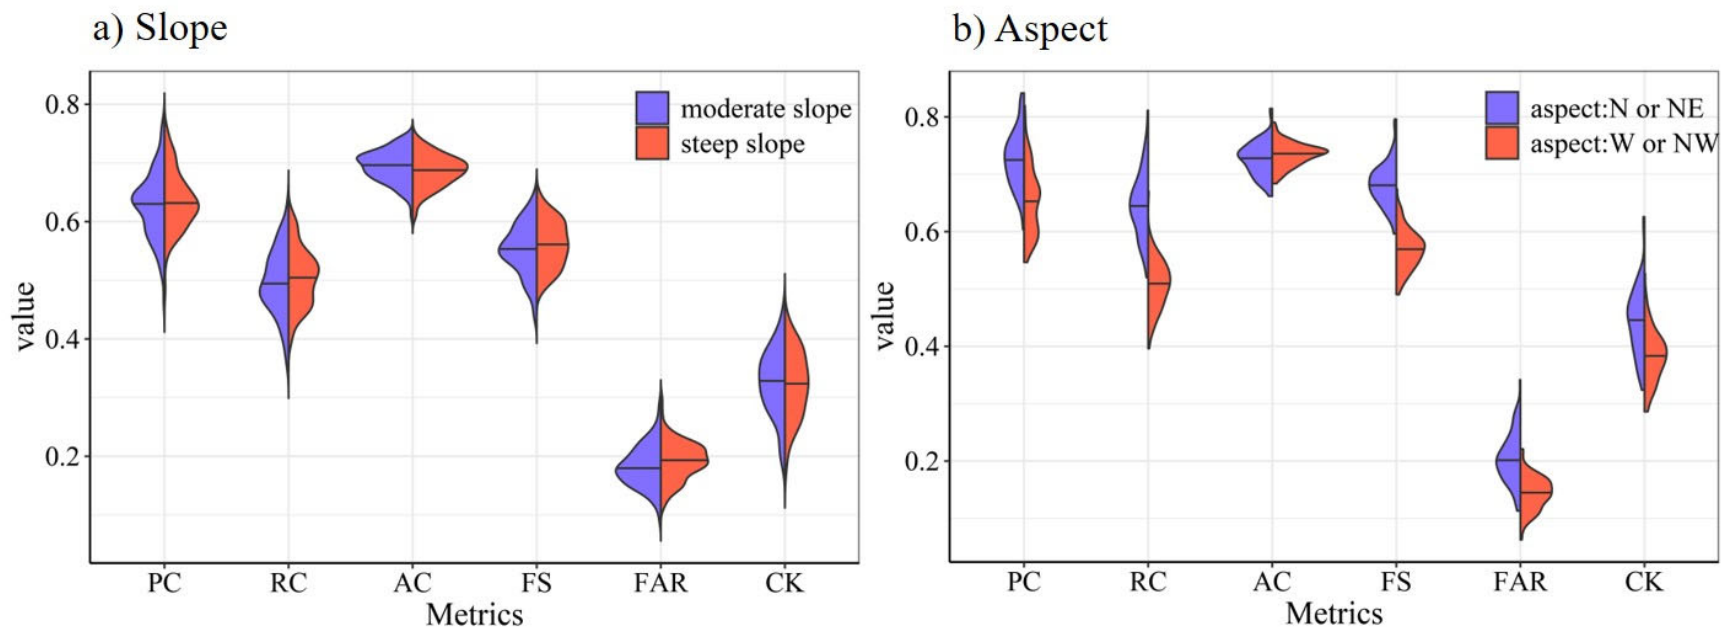 a) Slope
0.8
0.6
0.4
0.2
value
moderate slope
steep slope
PC RC AC FS FAR CK
Metrics
b) Aspect
0.8
0.6
0.4
0.2
value
aspect:N or NE
aspect:W or NW
PC RC AC FS FAR CK
Metrics